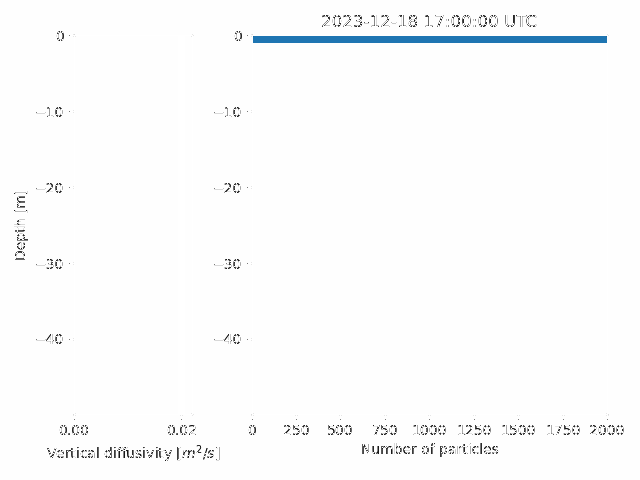 2023-12-18 17:00:00 UTC
0
−10
−20
−30
−40
Depth [m]
0.00 0.02
Vertical diffusivity [m²/s]
0
−10
−20
−30
−40
0 250 500 750 1000 1250 1500 1750 2000
Number of particles